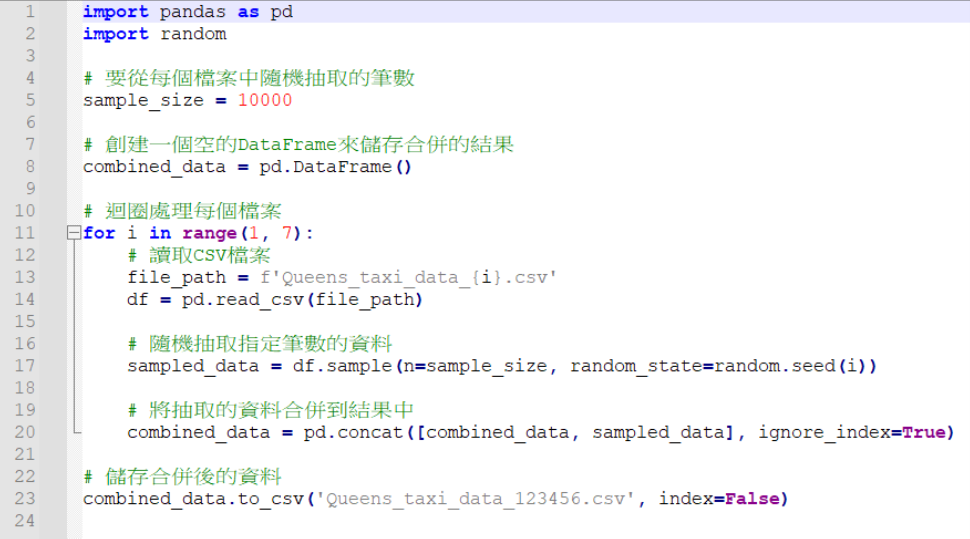 1 import pandas as pd
2 import random
3
4 # 要從每個檔案中隨機抽取的筆數
5 sample_size = 10000
6
7 # 創建一個空的DataFrame來儲存合併的結果
8 combined_data = pd.DataFrame()
9
10 # 迴圈處理每個檔案
11 for i in range(1, 7):
12     # 讀取CSV檔案
13     file_path = f'Queens_taxi_data_{i}.csv'
14     df = pd.read_csv(file_path)
15
16     # 隨機抽取指定筆數的資料
17     sampled_data = df.sample(n=sample_size, random_state=random.seed(i))
18
19     # 將抽取的資料合併到結果中
20     combined_data = pd.concat([combined_data, sampled_data], ignore_index=True)
21
22 # 儲存合併後的資料
23 combined_data.to_csv('Queens_taxi_data_123456.csv', index=False)
24